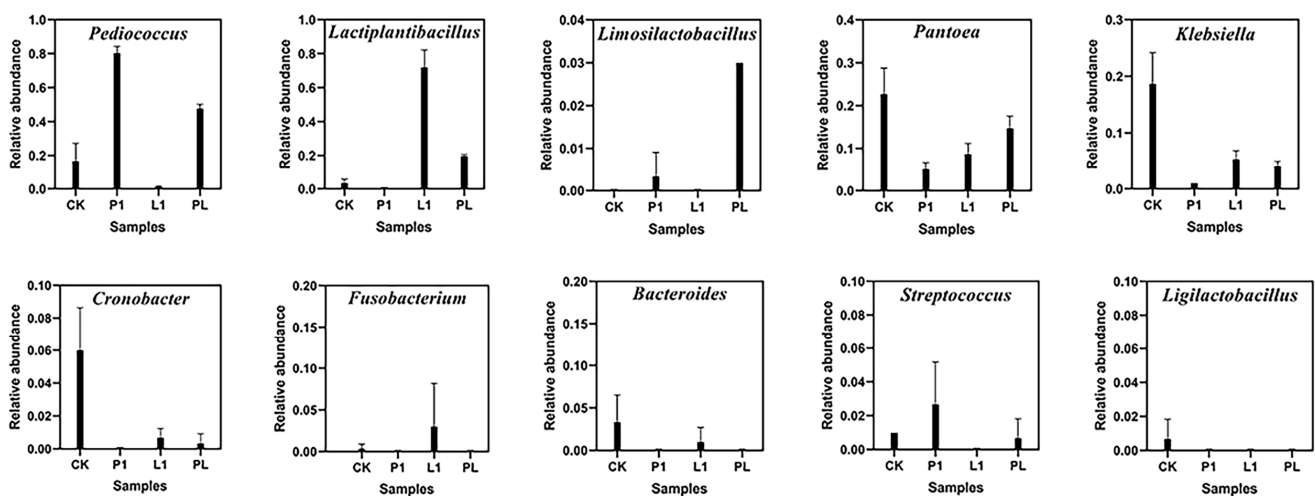 Pediococcus
Relative abundance
1.0
0.8
0.6
0.4
0.2
0.0
CK P1 L1 PL
Samples
Lactiplantibacillus
Relative abundance
1.0
0.8
0.6
0.4
0.2
0.0
CK P1 L1 PL
Samples
Limosilactobacillus
Relative abundance
0.04
0.03
0.02
0.01
0.00
CK P1 L1 PL
Samples
Pantoea
Relative abundance
0.4
0.3
0.2
0.1
0.0
CK P1 L1 PL
Samples
Klebsiella
Relative abundance
0.3
0.2
0.1
0.0
CK P1 L1 PL
Samples
Cronobacter
Relative abundance
0.10
0.08
0.06
0.04
0.02
0.00
CK P1 L1 PL
Samples
Fusobacterium
Relative abundance
0.20
0.15
0.10
0.05
0.00
CK P1 L1 PL
Samples
Bacteroides
Relative abundance
0.20
0.15
0.10
0.05
0.00
CK P1 L1 PL
Samples
Streptococcus
Relative abundance
0.10
0.08
0.06
0.04
0.02
0.00
CK P1 L1 PL
Samples
Ligilactobacillus
Relative abundance
0.10
0.08
0.06
0.04
0.02
0.00
CK P1 L1 PL
Samples